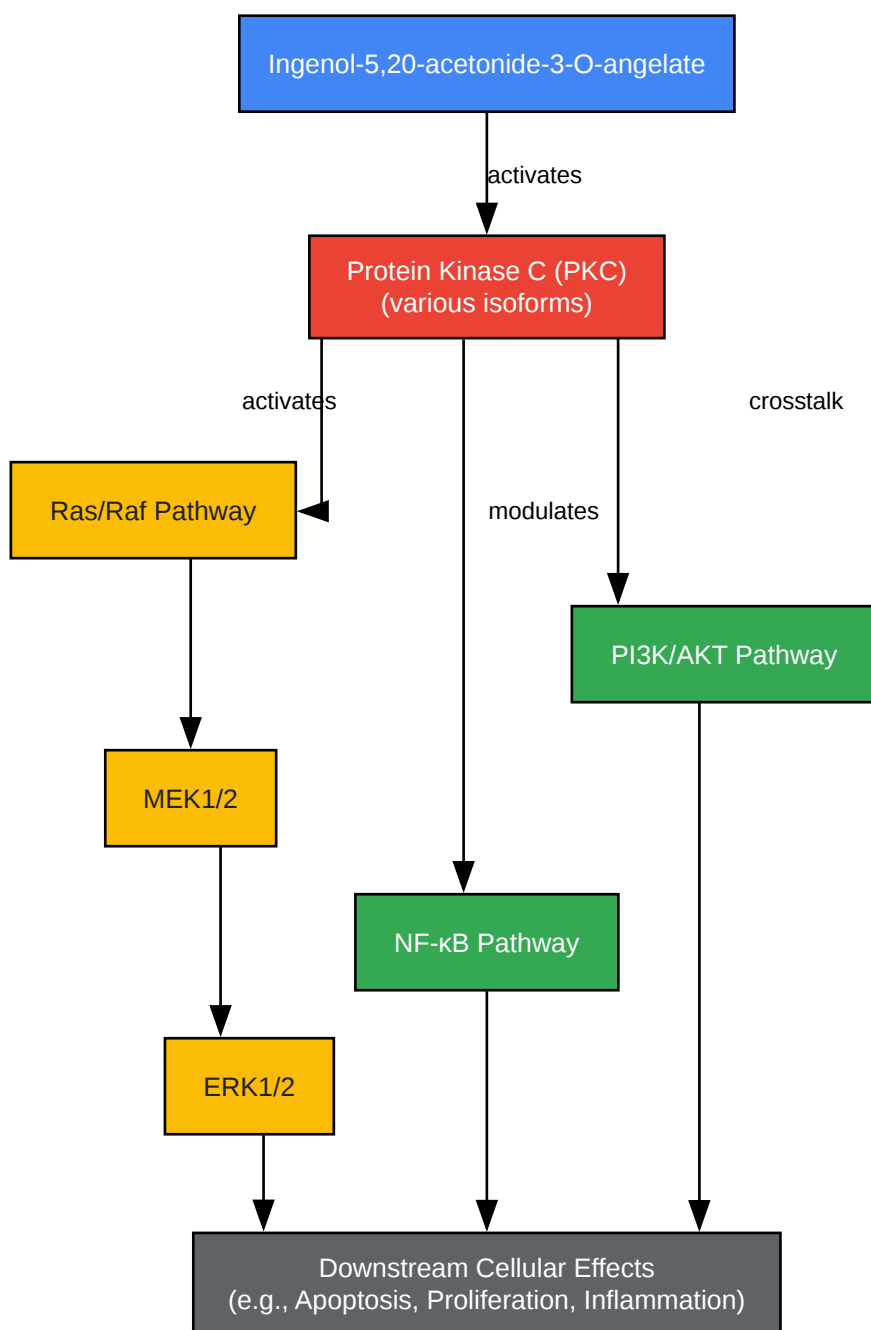 Ingenol-5,20-acetonide-3-O-angelate
activates
Protein Kinase C (PKC)
(various isoforms)
activates
crosstalk
Ras/Raf Pathway
modulates
PI3K/AKT Pathway
MEK1/2
NF-κB Pathway
ERK1/2
Downstream Cellular Effects
(e.g., Apoptosis, Proliferation, Inflammation)